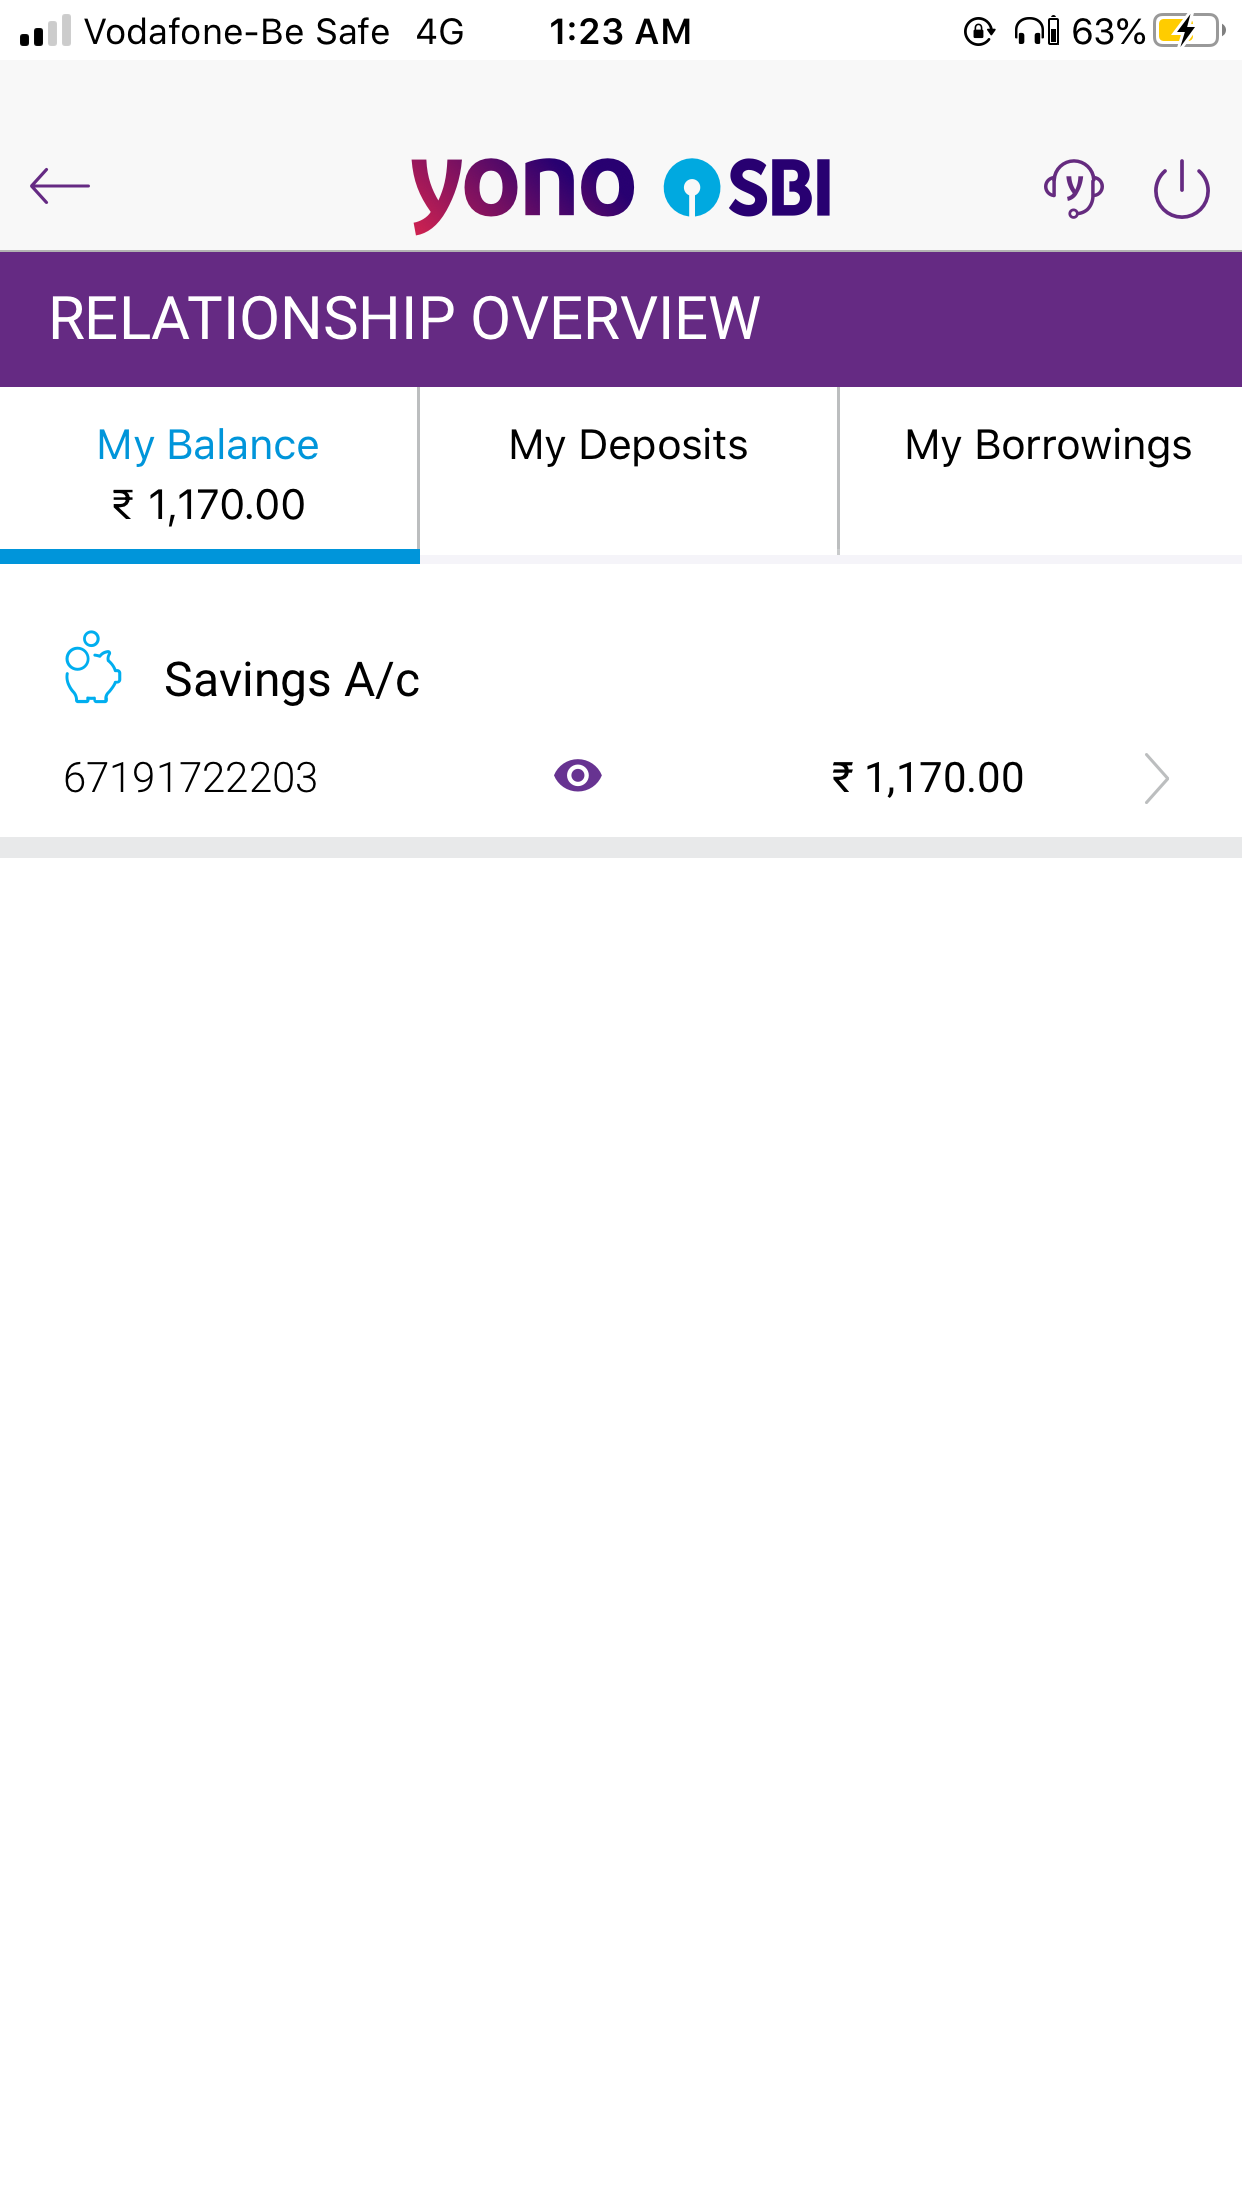 Vodafone-Be Safe 4G 1:23 AM 63%
yono SBI
y
RELATIONSHIP OVERVIEW
My Balance My Deposits My Borrowings
₹ 1,170.00
Savings A/c
67191722203 ₹ 1,170.00